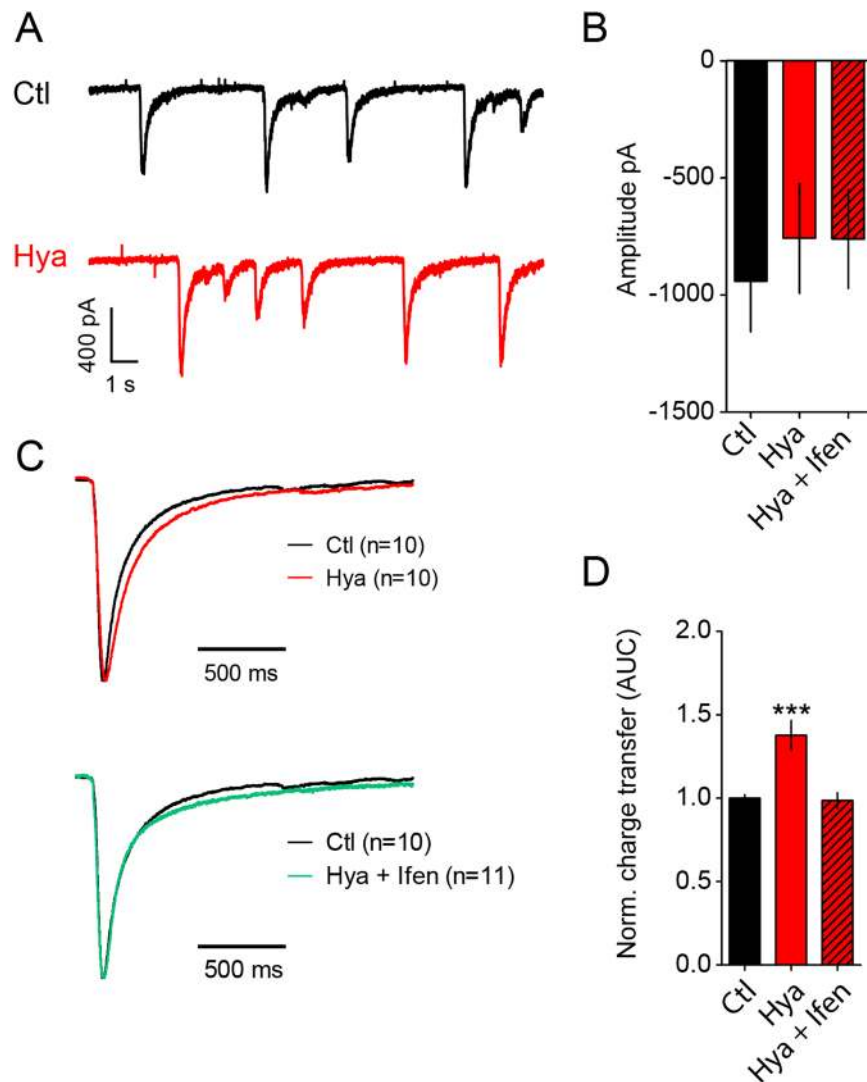 A
Ctl
Hya
400 pA
1 s
B
0
-500
-1000
-1500
Amplitude pA
Ctl
Hya
Hya + Ifen
C
Ctl (n=10)
Hya (n=10)
500 ms
Ctl (n=10)
Hya + Ifen (n=11)
500 ms
D
2.0
1.5
1.0
0.5
0.0
Norm. charge transfer (AUC)
***
Ctl
Hya
Hya + Ifen